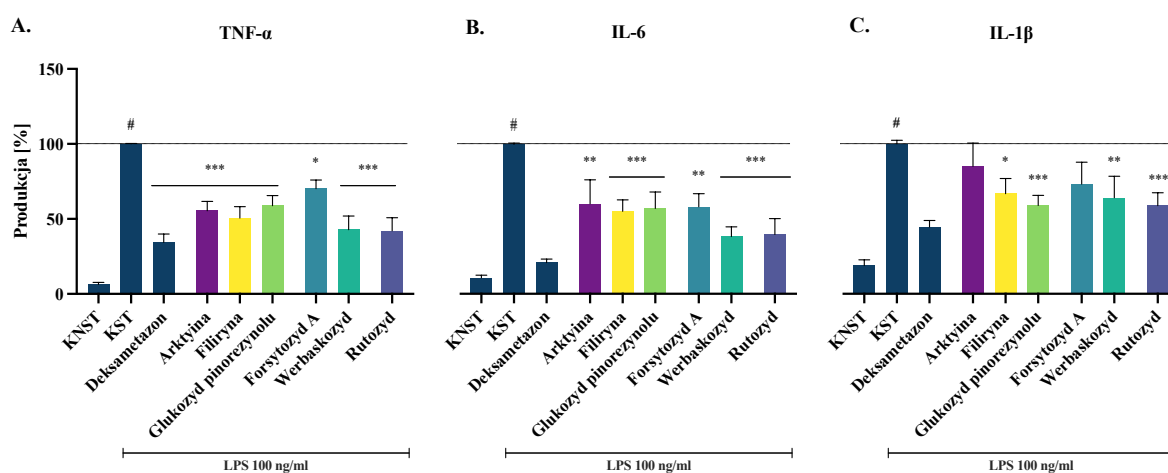 A.
TNF-α
Produkcja [%]
150
100
50
0
#
***
*
***
KNST
KST
Deksametazon
Arktyina
Filiryna
Glukozyd pinorezynolu
Forsytozyd A
Werbaskozyd
Rutozyd
LPS 100 ng/ml
B.
IL-6
#
**
***
**
***
KNST
KST
Deksametazon
Arktyina
Filiryna
Glukozyd pinorezynolu
Forsytozyd A
Werbaskozyd
Rutozyd
LPS 100 ng/ml
C.
IL-1β
#
*
***
**
***
KNST
KST
Deksametazon
Arktyina
Filiryna
Glukozyd pinorezynolu
Forsytozyd A
Werbaskozyd
Rutozyd
LPS 100 ng/ml